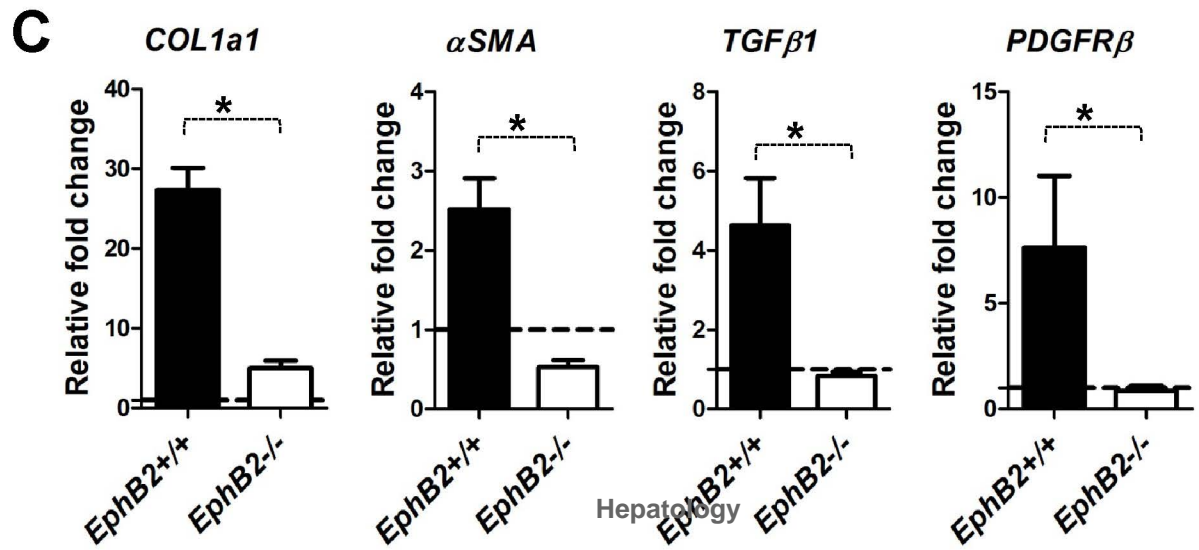 C
COL1a1
αSMA
TGFβ1
PDGFRβ
Relative fold change
40
30
20
10
0
*
EphB2+/+
EphB2-/-
Relative fold change
4
3
2
1
0
*
EphB2+/+
EphB2-/-
Relative fold change
8
6
4
2
0
*
EphB2+/+
EphB2-/-
Relative fold change
15
10
5
0
*
EphB2+/+
EphB2-/-
Hepatology